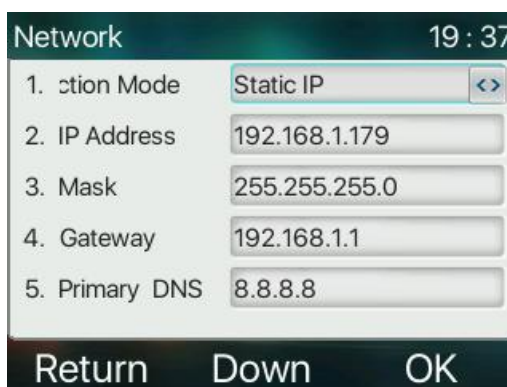 Network 19 : 37
1. ction Mode Static IP <>
2. IP Address 192.168.1.179
3. Mask 255.255.255.0
4. Gateway 192.168.1.1
5. Primary DNS 8.8.8.8
Return Down OK